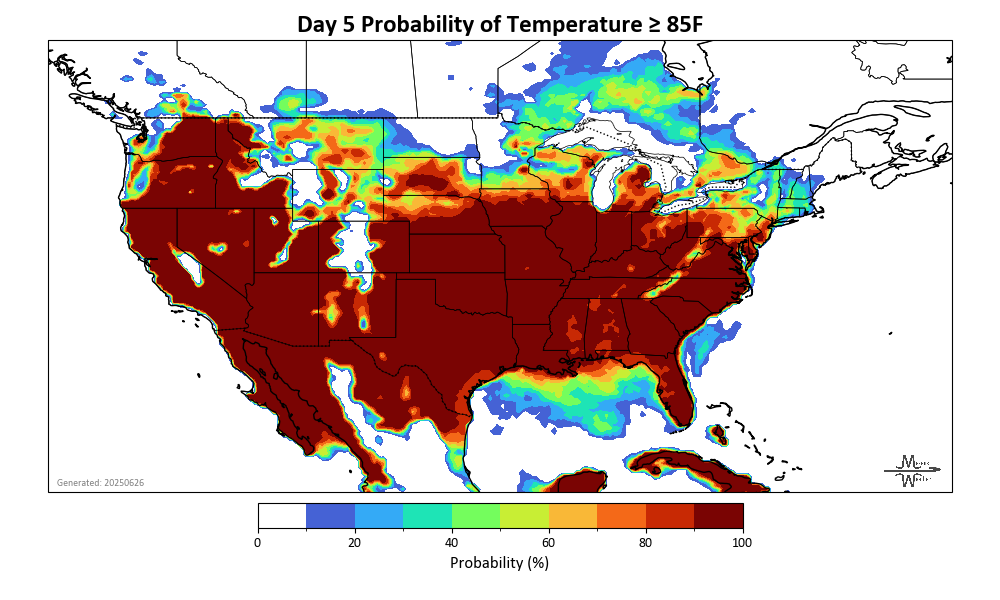 Day 5 Probability of Temperature ≥ 85F
Generated: 20250626
0 20 40 60 80 100
Probability (%)